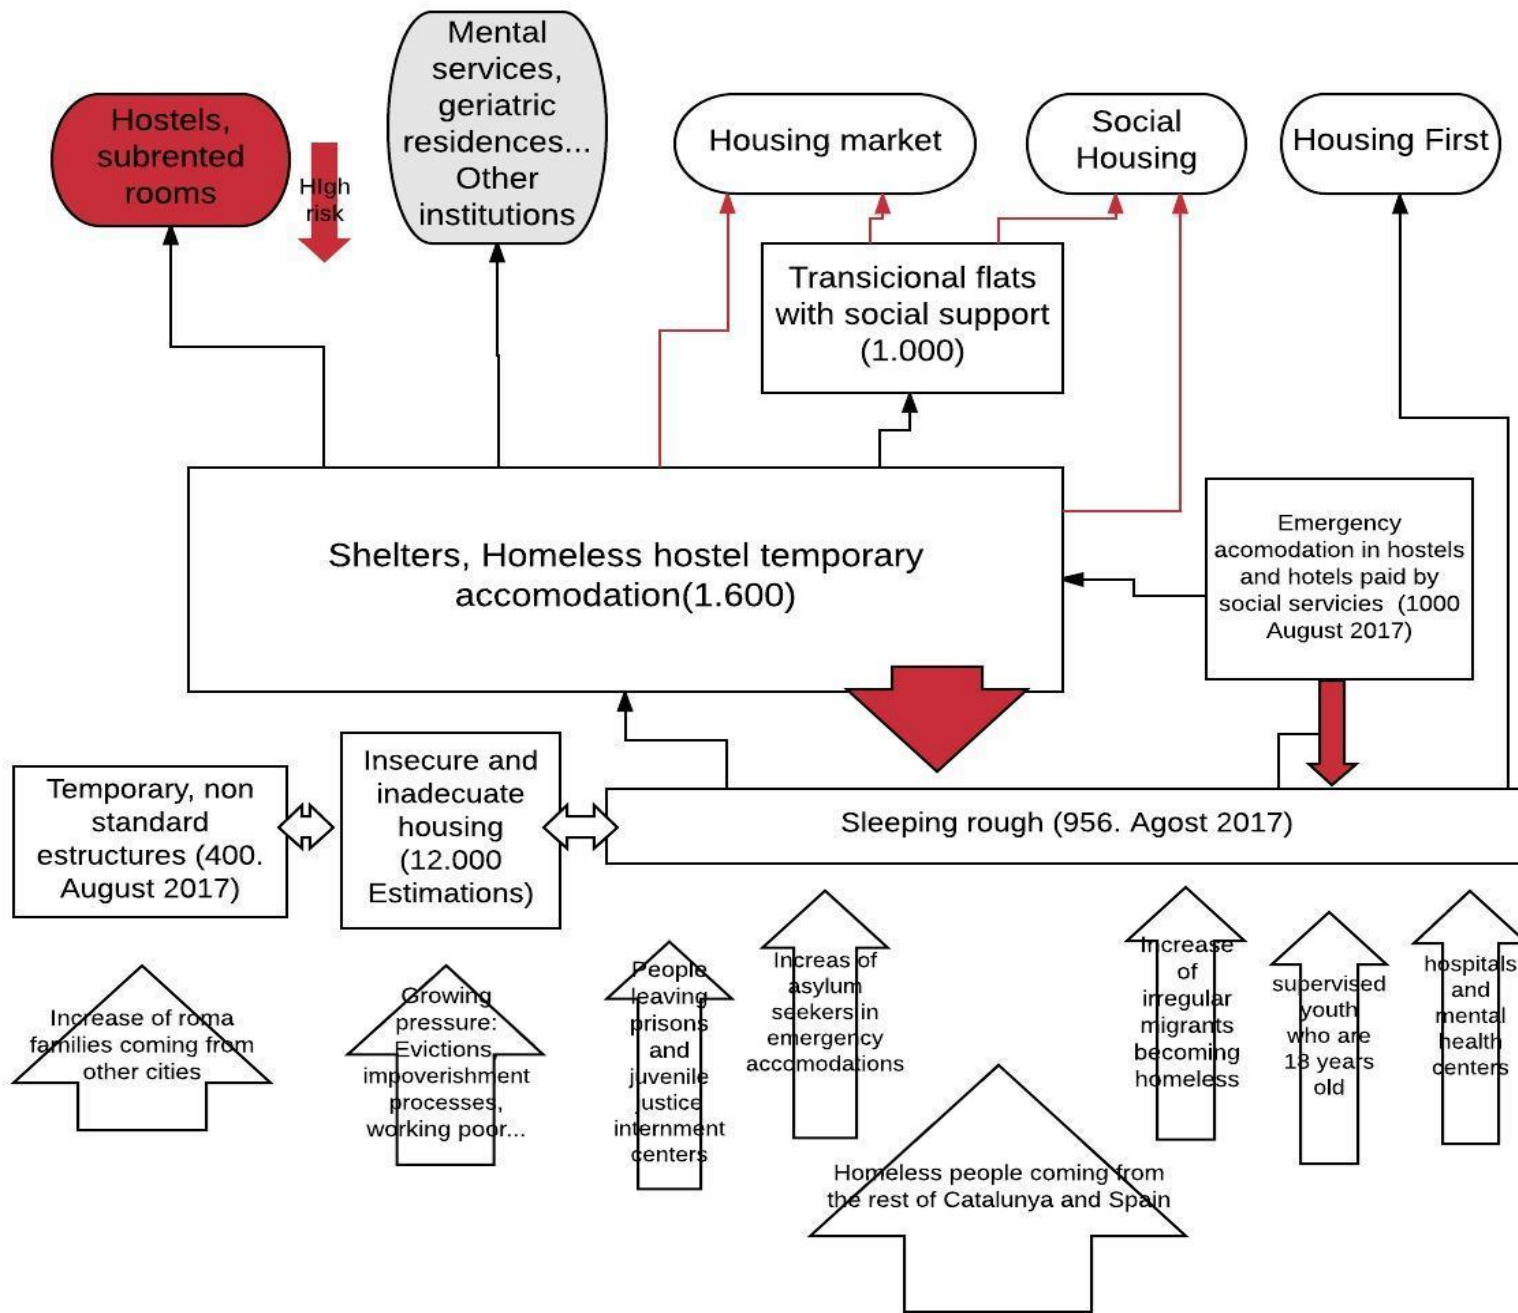 Hostels,
subrented
rooms
HIgh
risk
Mental
services,
geriatric
residences...
Other
institutions
Housing market
Social
Housing
Housing First
Transicional flats
with social support
(1.000)
Shelters, Homeless hostel temporary
accomodation(1.600)
Emergency
acomodation in hostels
and hotels paid by
social servicies  (1000
August 2017)
Temporary, non
standard
estructures (400.
August 2017)
Insecure and
inadecuate
housing
(12.000
Estimations)
Sleeping rough (956. Agost 2017)
Increase of roma
families coming from
other cities
Growing
pressure:
Evictions,
impoverishment
processes,
working poor...
People
leaving
prisons
and
juvenile
justice
internment
centers
Increas of
asylum
seekers in
emergency
accomodations
Homeless people coming from
the rest of Catalunya and Spain
Increase
of
irregular
migrants
becoming
homeless
supervised
youth
who are
18 years
old
hospitals
and
mental
health
centers